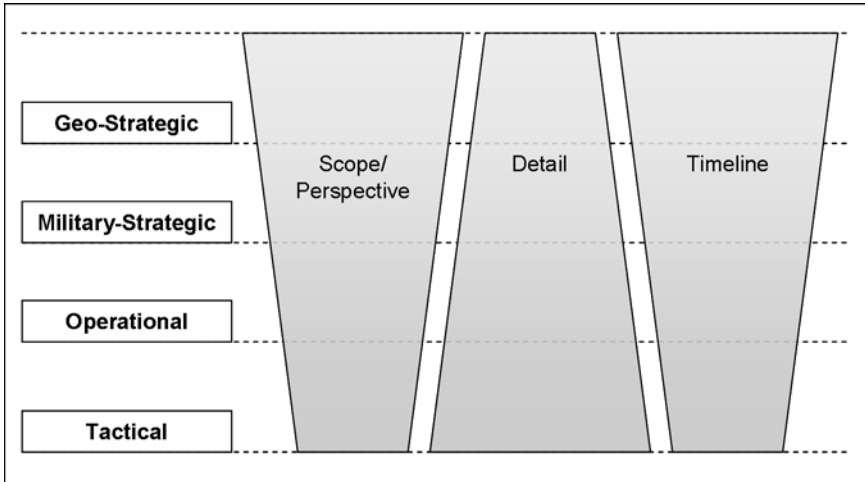 Geo-Strategic
Scope/
Perspective
Detail
Timeline
Military-Strategic
Operational
Tactical